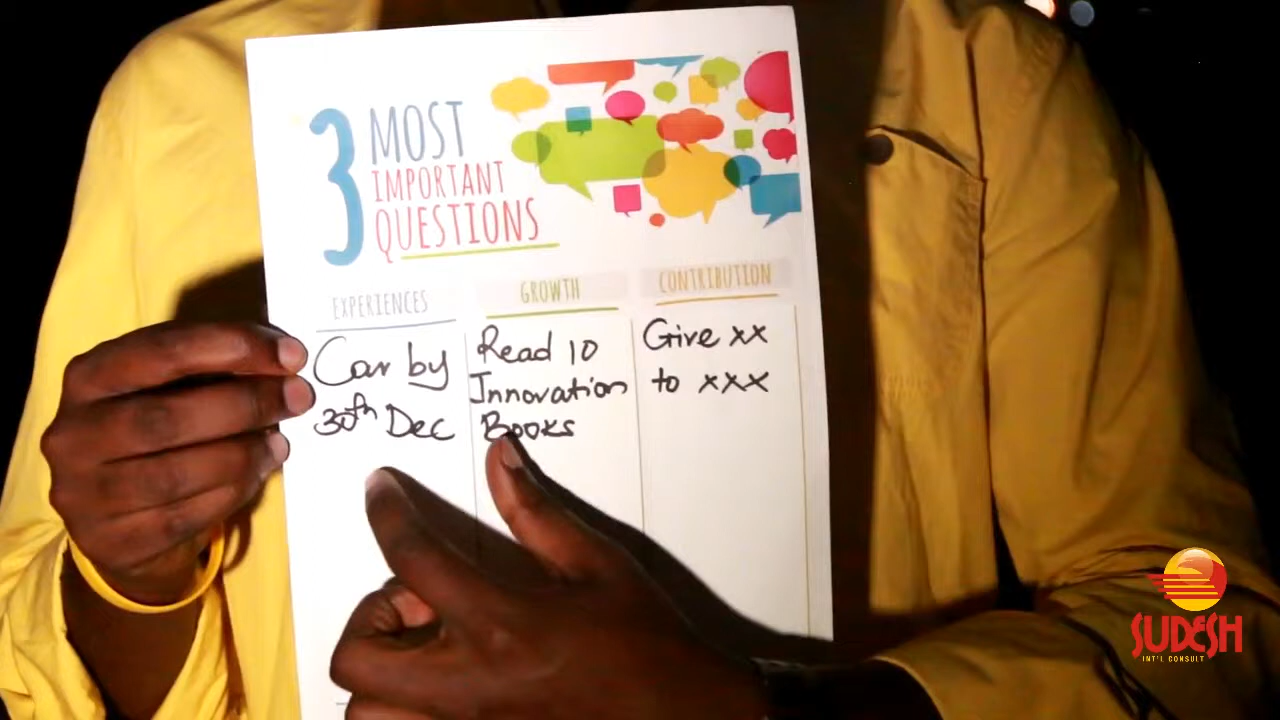 3 MOST
IMPORTANT
QUESTIONS
EXPERIENCES
GROWTH
CONTRIBUTION
Car by
30th Dec
Read 10
Innovation
Books
Give xx
to xxx
SUDESH
INT'L CONSULT